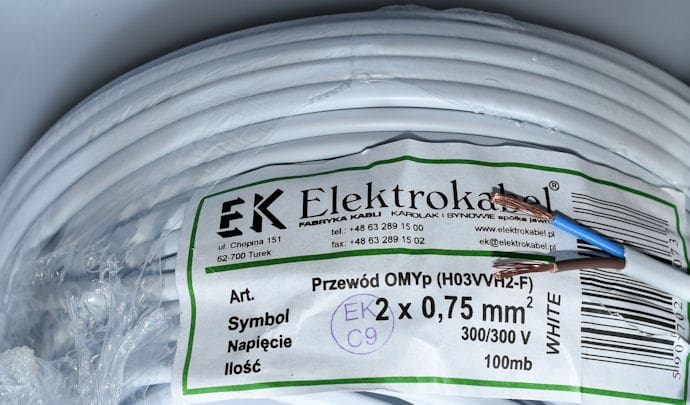 EK Elektrokabel®
FABRYKA KABLI KAROLAK I SYNOWIE spółka jawna
ul. Chopina 151
62-700 Turek
tel.: +48 63 289 15 00
fax: +48 63 289 15 02
www.elektrokabel.pl
ek@elektrokabel.pl
Art. Przewód OMYp (H03VVH2-F)
Symbol 2 x 0,75 mm²
Napięcie 300/300 V
Ilość 100mb
EK
C9
WHITE